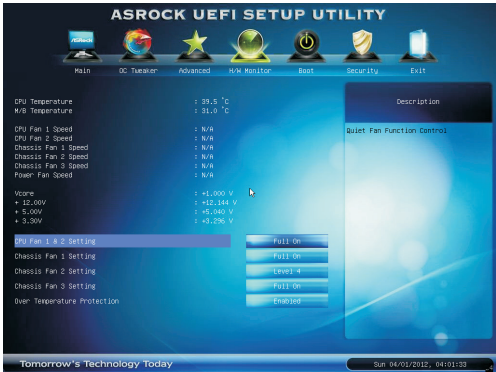 ASROCK UEFI SETUP UTILITY
ASRock
Main OC Tweaker Advanced H/W Monitor Boot Security Exit
CPU Temperature : 39.5 °C
M/B Temperature : 31.0 °C
CPU Fan 1 Speed : N/A
CPU Fan 2 Speed : N/A
Chassis Fan 1 Speed : N/A
Chassis Fan 2 Speed : N/A
Chassis Fan 3 Speed : N/A
Power Fan Speed : N/A
Vcore : +1.000 V
+ 12.00V : +12.144 V
+ 5.00V : +5.040 V
+ 3.30V : +3.296 V
CPU Fan 1 & 2 Setting Full On
Chassis Fan 1 Setting Full On
Chassis Fan 2 Setting Level 4
Chassis Fan 3 Setting Full On
Over Temperature Protection Enabled
Description
Quiet Fan Function Control
Tomorrow's Technology Today
Sun 04/01/2012, 04:01:33